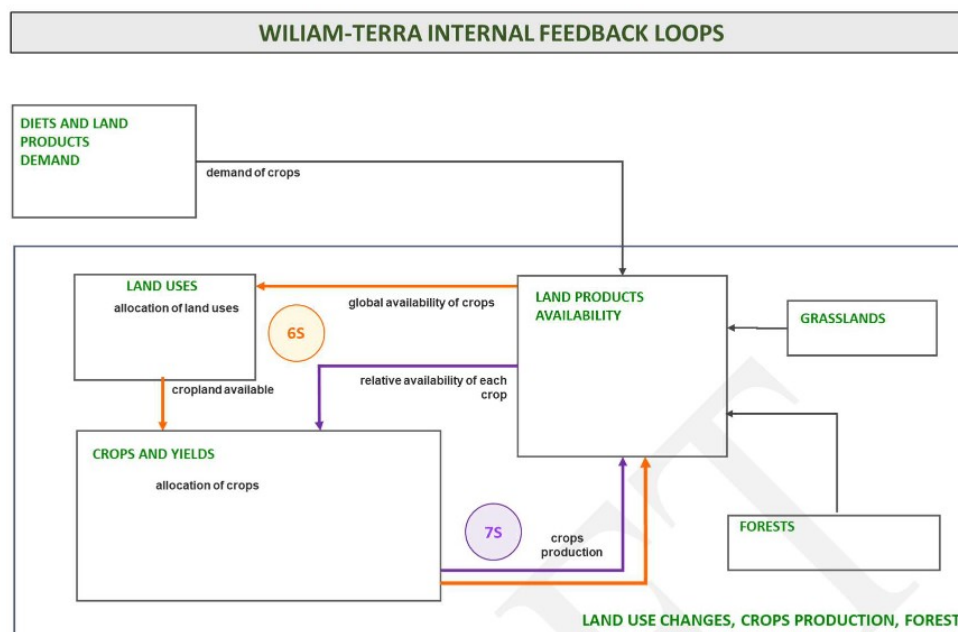 WILIAM-TERRA INTERNAL FEEDBACK LOOPS
DIETS AND LAND
PRODUCTS
DEMAND
demand of crops
LAND USES
allocation of land uses
global availability of crops
LAND PRODUCTS
AVAILABILITY
GRASSLANDS
6S
relative availability of each
crop
cropland available
CROPS AND YIELDS
allocation of crops
7S
crops
production
FORESTS
LAND USE CHANGES, CROPS PRODUCTION, FOREST